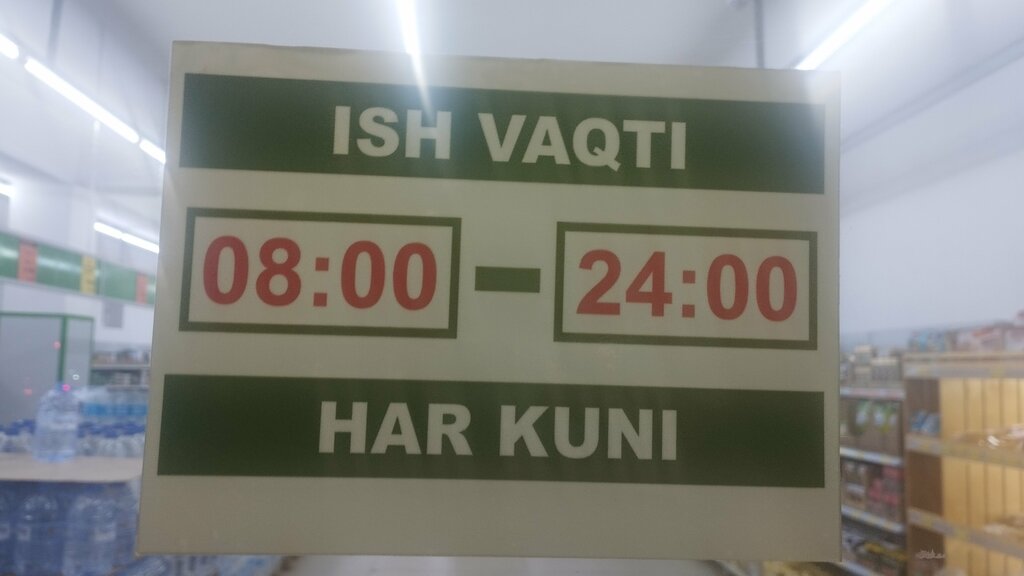 ISH VAQTI
08:00 – 24:00
HAR KUNI